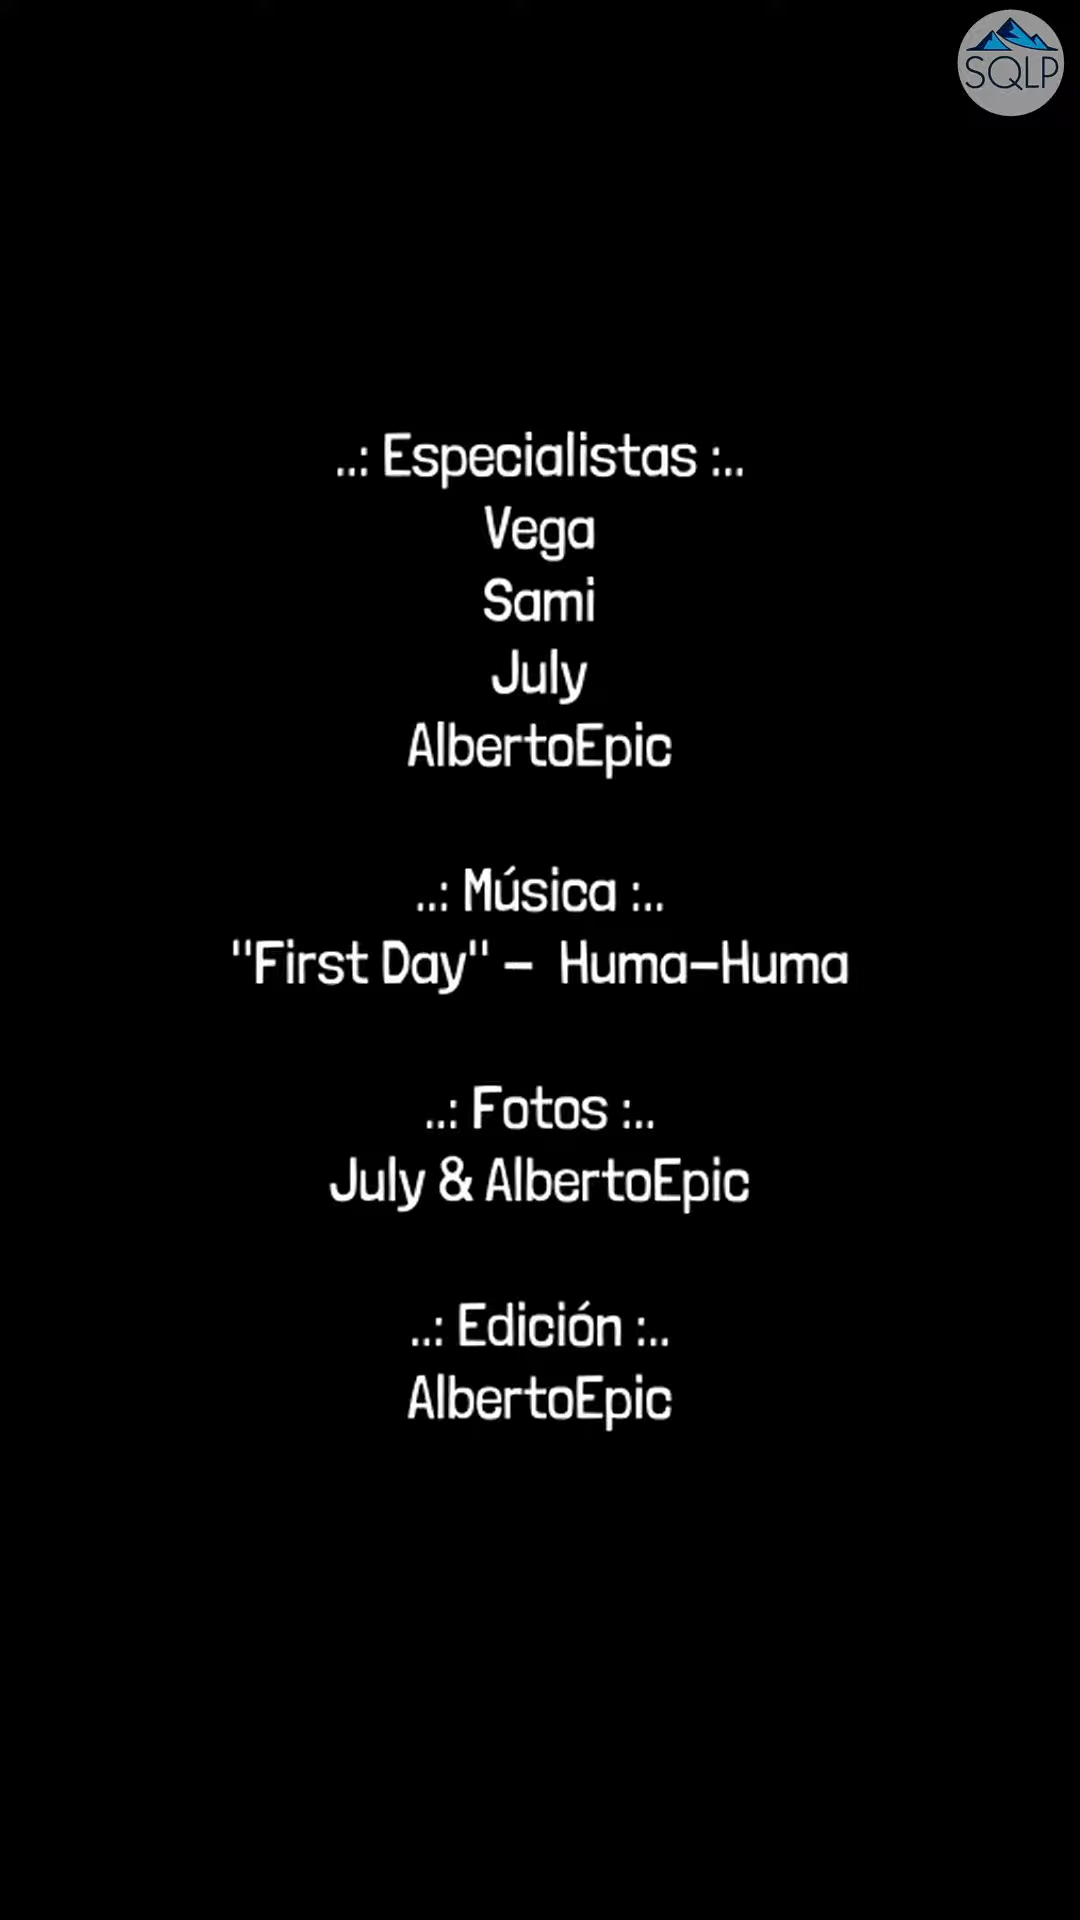 SQLP
..: Especialistas :..
Vega
Sami
July
AlbertoEpic
..: Música :..
"First Day" - Huma-Huma
..: Fotos :..
July & AlbertoEpic
..: Edición :..
AlbertoEpic